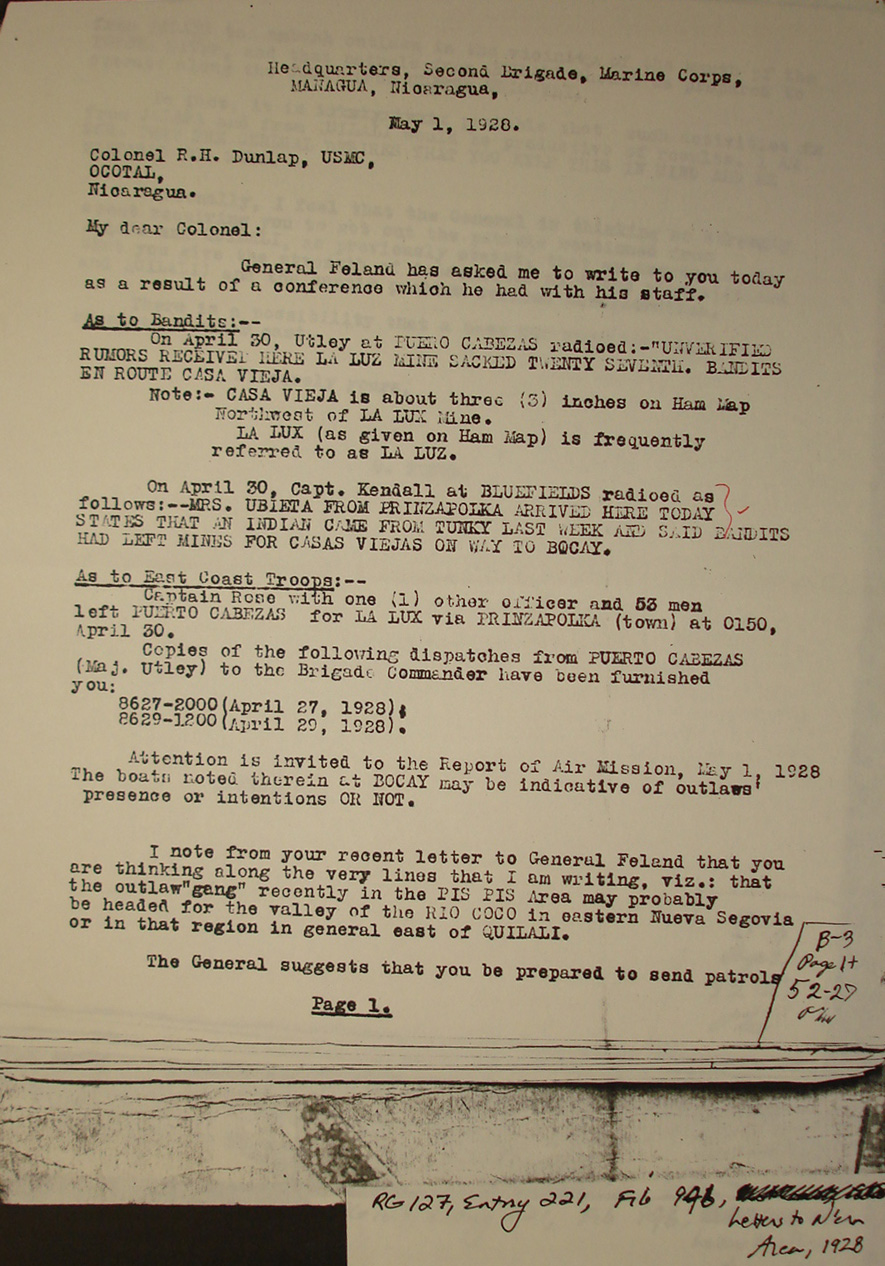 Headquarters, Second Brigade, Marine Corps,
MANAGUA, Nicaragua,
May 1, 1928.
Colonel R.H. Dunlap, USMC,
OCOTAL,
Nicaragua.
My dear Colonel:
General Feland has asked me to write to you today
as a result of a conference which he had with his staff.
As to Bandits:--
On April 30, Utley at PUERO CABEZAS radioed:-"UNVERIFIED
RUMORS RECEIVED HERE LA LUZ MINE SACKED TWENTY SEVENTH. BANDITS
EN ROUTE CASA VIEJA.
Note:- CASA VIEJA is about three (3) inches on Ham Map
Northwest of LA LUX Mine.
LA LUX (as given on Ham Map) is frequently
referred to as LA LUZ.
On April 30, Capt. Kendall at BLUEFIELDS radioed as
follows:--MRS. UBIETA FROM PRINZAPOLKA ARRIVED HERE TODAY
STATES THAT AN INDIAN CAME FROM TUNKY LAST WEEK AND SAID BANDITS
HAD LEFT MINES FOR CASAS VIEJAS ON WAY TO BOCAY.
As to East Coast Troops:--
Captain Rose with one (1) other officer and 53 men
left PUERTO CABEZAS for LA LUX via PRINZAPOLKA (town) at 0150,
April 30.
Copies of the following dispatches from PUERTO CABEZAS
(Maj. Utley) to the Brigade Commander have been furnished
you:
8627-2000(April 27, 1928);
8629-1200(April 29, 1928).
Attention is invited to the Report of Air Mission, May 1, 1928
The boats noted therein at BOCAY may be indicative of outlaws'
presence or intentions OR NOT.
I note from your recent letter to General Feland that you
are thinking along the very lines that I am writing, viz.: that
the outlaw"gang" recently in the PIS PIS Area may probably
be headed for the valley of the RIO COCO in eastern Nueva Segovia
or in that region in general east of QUILALI.
The General suggests that you be prepared to send patrols
B-3
Page 1+
52-27
Page 1.
RG 127, Entry 221, File
Letters to N'ern
Area, 1928